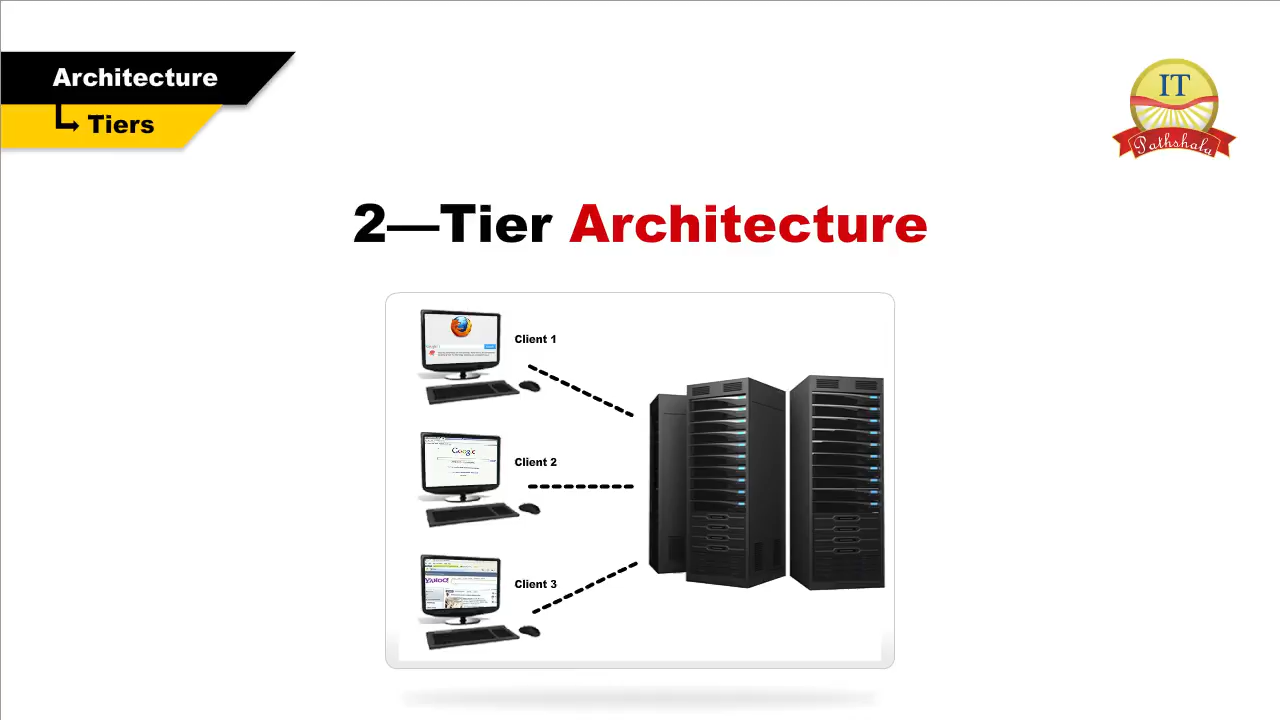 Architecture
Tiers
IT
Pathshala
2—Tier Architecture
Client 1
Client 2
Google
Client 3
YAHOO!